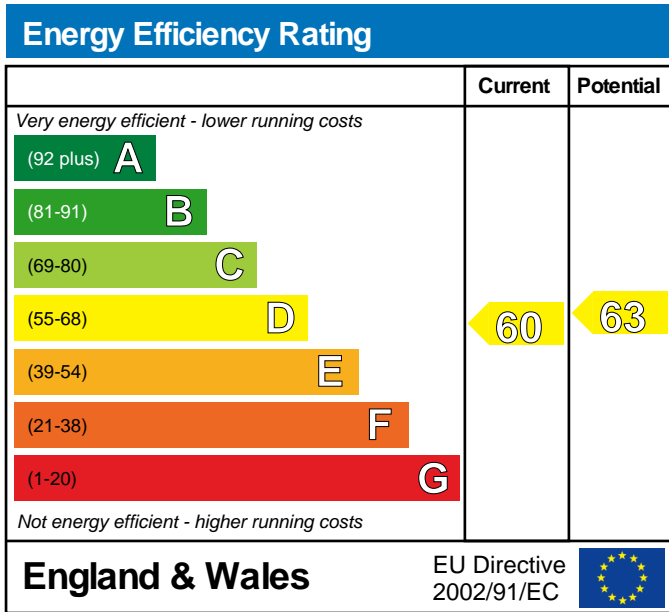 Energy Efficiency Rating
Current Potential
Very energy efficient - lower running costs
(92 plus) A
(81-91) B
(69-80) C
(55-68) D 60 63
(39-54) E
(21-38) F
(1-20) G
Not energy efficient - higher running costs
England & Wales
EU Directive
2002/91/EC